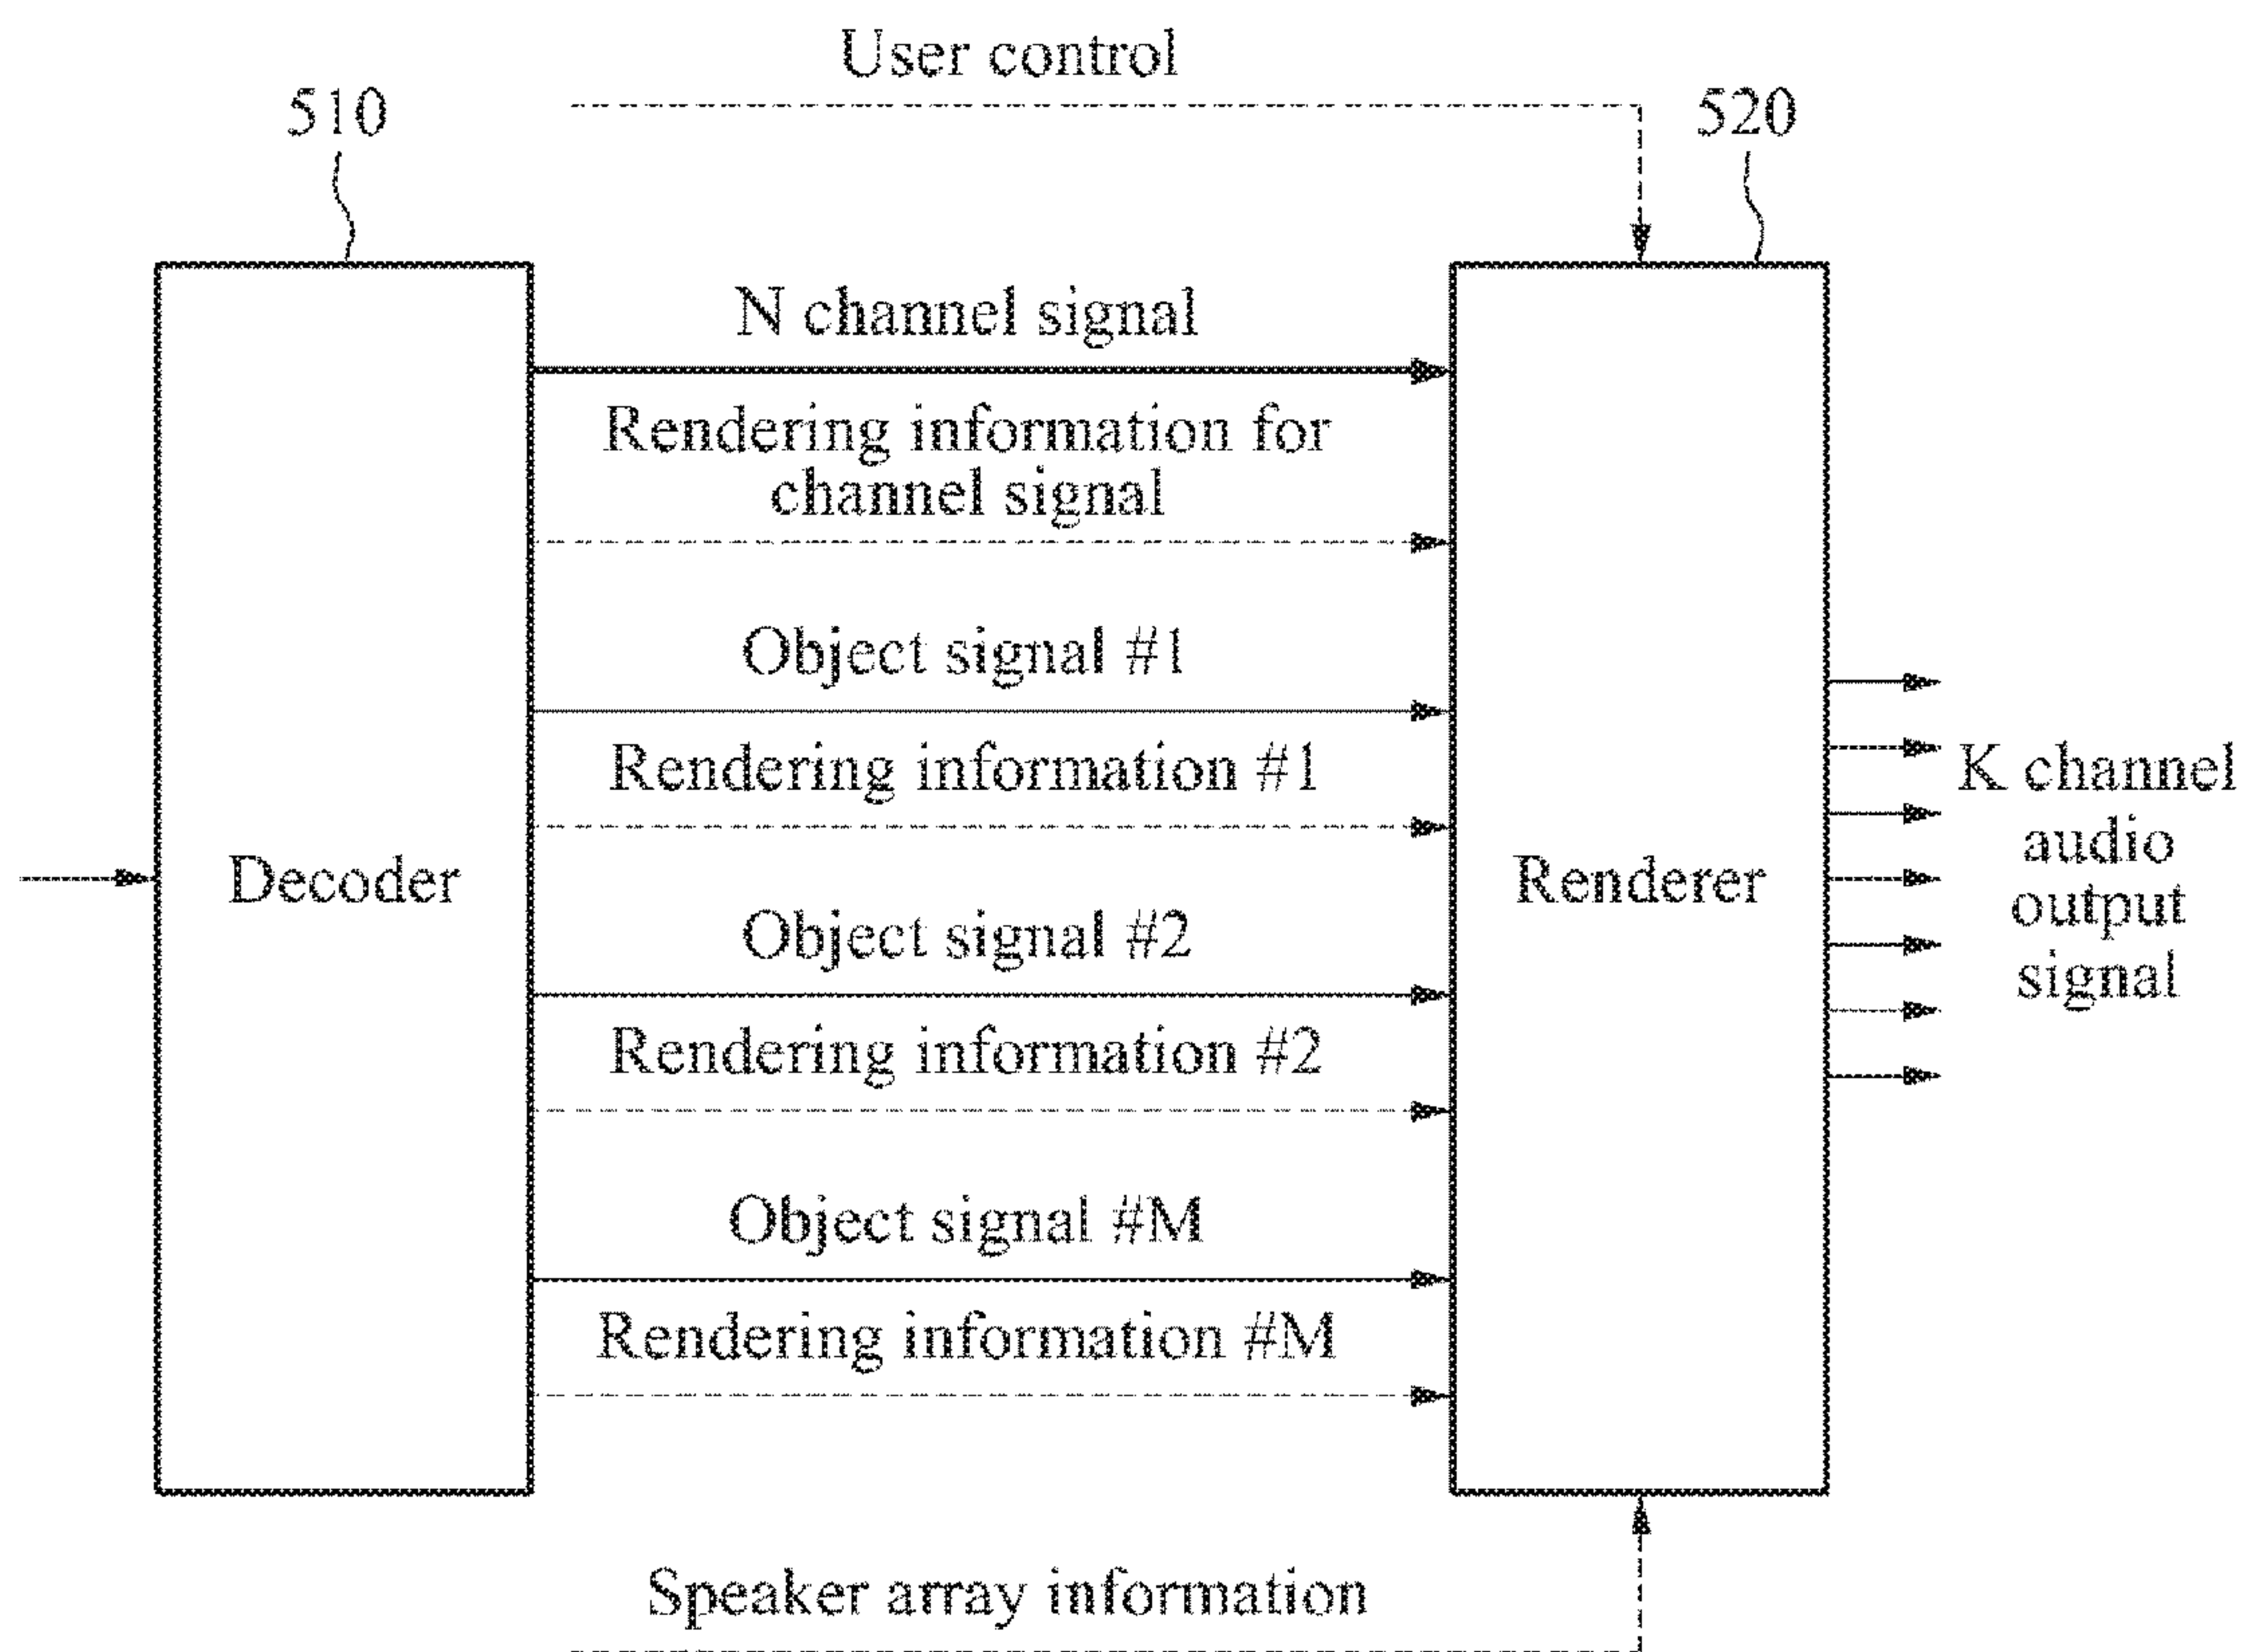 User control
510
520
N channel signal
Rendering information for
channel signal
Object signal #1
Rendering information #1
Decoder
Object signal #2
Rendering information #2
Object signal #M
Rendering information #M
Renderer
K channel
audio
output
signal
Speaker array information